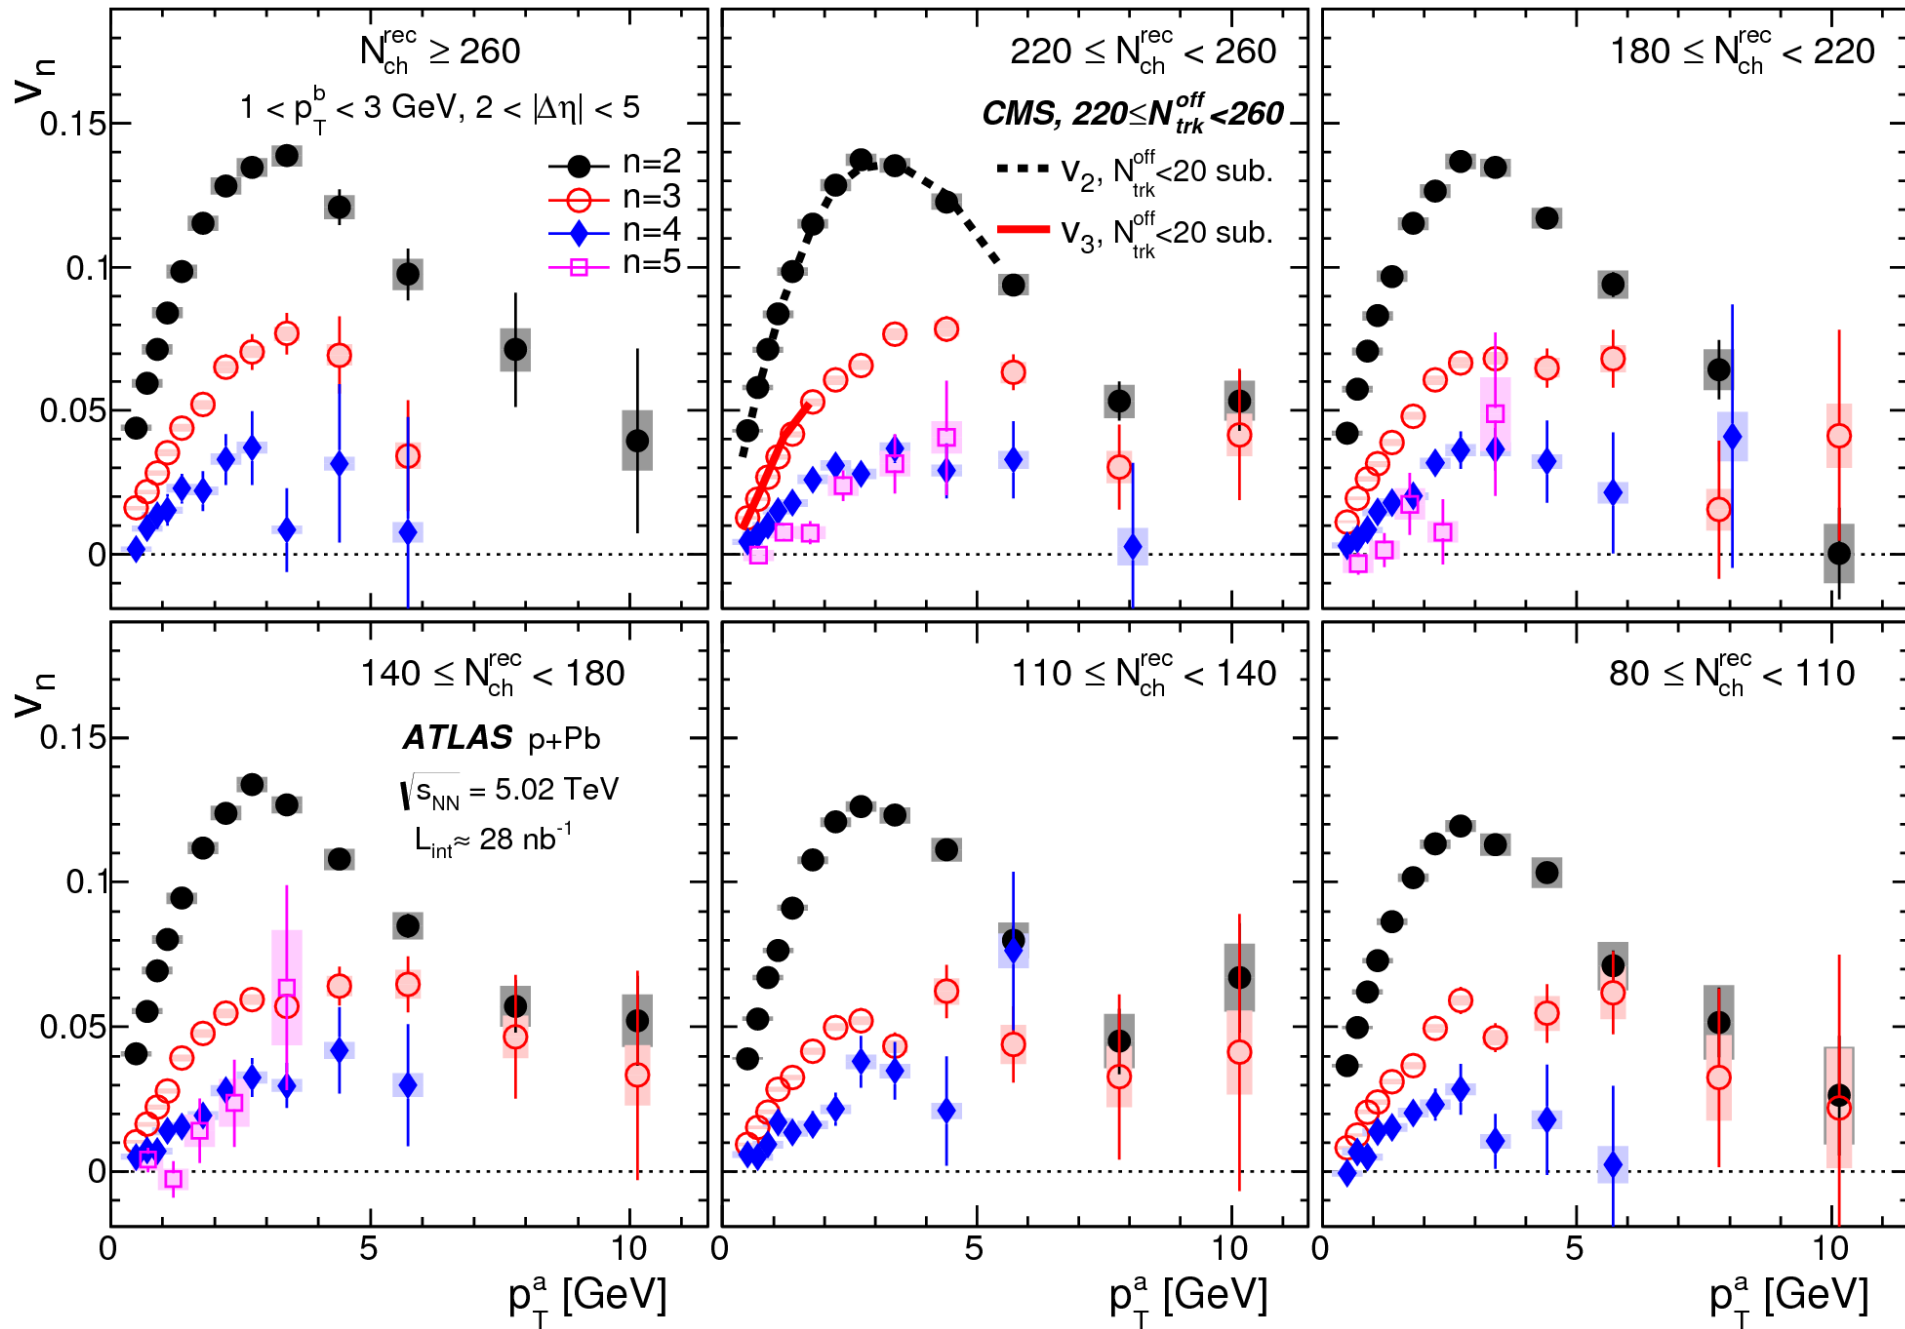 v_n
N_ch^rec ≥ 260
1 < p_T^b < 3 GeV, 2 < |Δη| < 5
n=2
n=3
n=4
n=5
0.15
0.1
0.05
0
220 ≤ N_ch^rec < 260
CMS, 220≤N_trk^off<260
v_2, N_trk^off<20 sub.
v_3, N_trk^off<20 sub.
180 ≤ N_ch^rec < 220
v_n
140 ≤ N_ch^rec < 180
ATLAS p+Pb
√s_NN = 5.02 TeV
L_int ≈ 28 nb^-1
0.15
0.1
0.05
0
110 ≤ N_ch^rec < 140
80 ≤ N_ch^rec < 110
0 5 10
0 5 10
0 5 10
p_T^a [GeV]
p_T^a [GeV]
p_T^a [GeV]